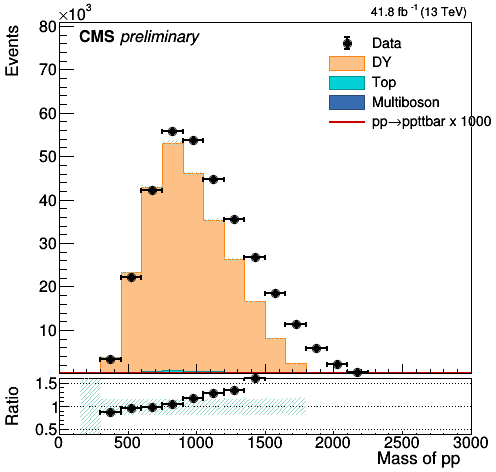 ×10³
41.8 fb⁻¹ (13 TeV)
CMS preliminary
Events
80
70
60
50
40
30
20
10
Data
DY
Top
Multiboson
pp→ppttbar x 1000
Ratio
1.5
1
0.5
0 500 1000 1500 2000 2500 3000
Mass of pp